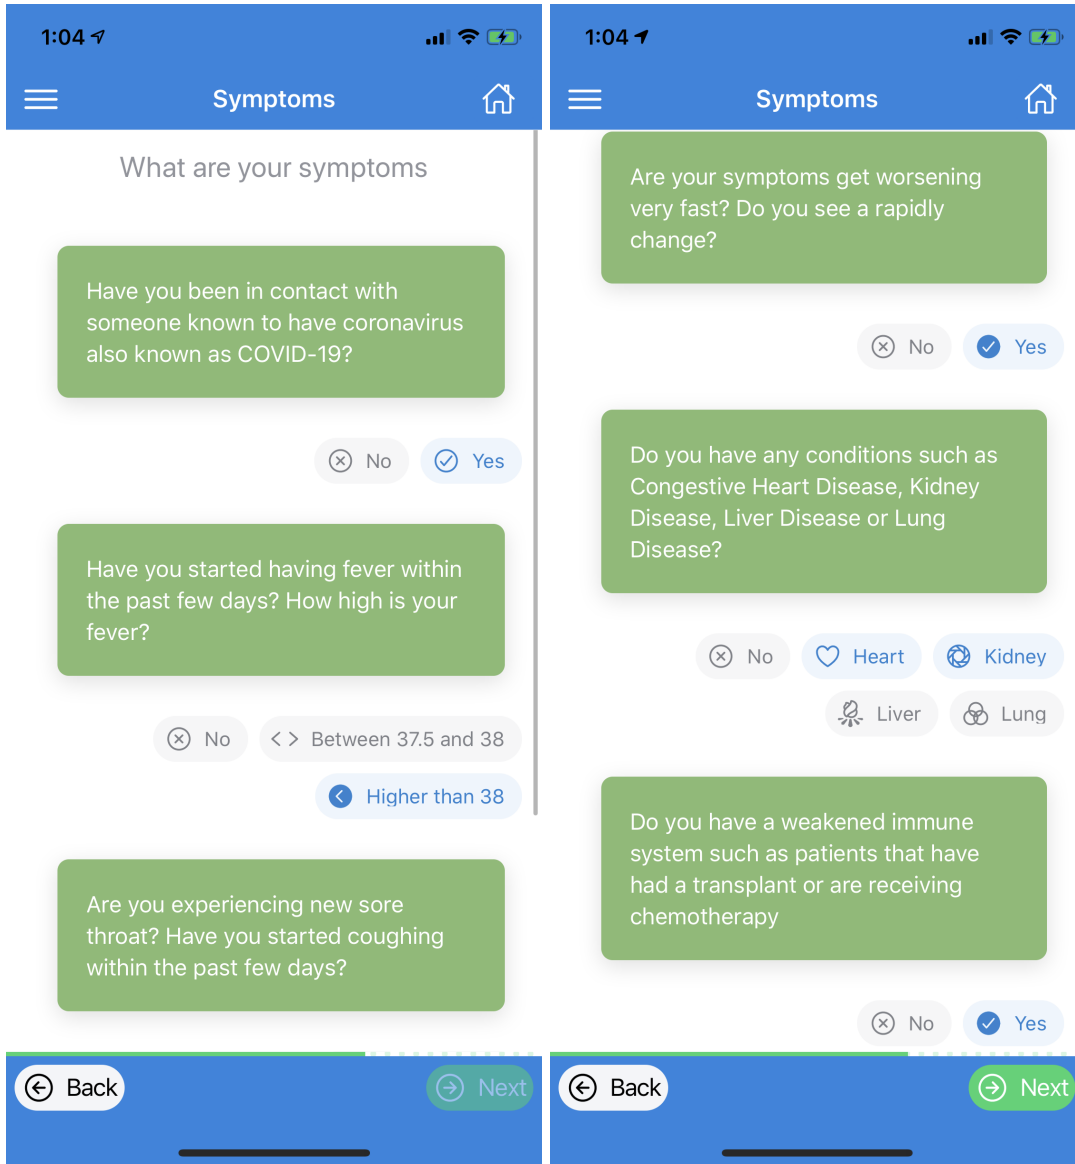 1:04
Symptoms
What are your symptoms
Have you been in contact with
someone known to have coronavirus
also known as COVID-19?
No Yes
Have you started having fever within
the past few days? How high is your
fever?
No Between 37.5 and 38
Higher than 38
Are you experiencing new sore
throat? Have you started coughing
within the past few days?
Back Next
1:04
Symptoms
Are your symptoms get worsening
very fast? Do you see a rapidly
change?
No Yes
Do you have any conditions such as
Congestive Heart Disease, Kidney
Disease, Liver Disease or Lung
Disease?
No Heart Kidney
Liver Lung
Do you have a weakened immune
system such as patients that have
had a transplant or are receiving
chemotherapy
No Yes
Back Next